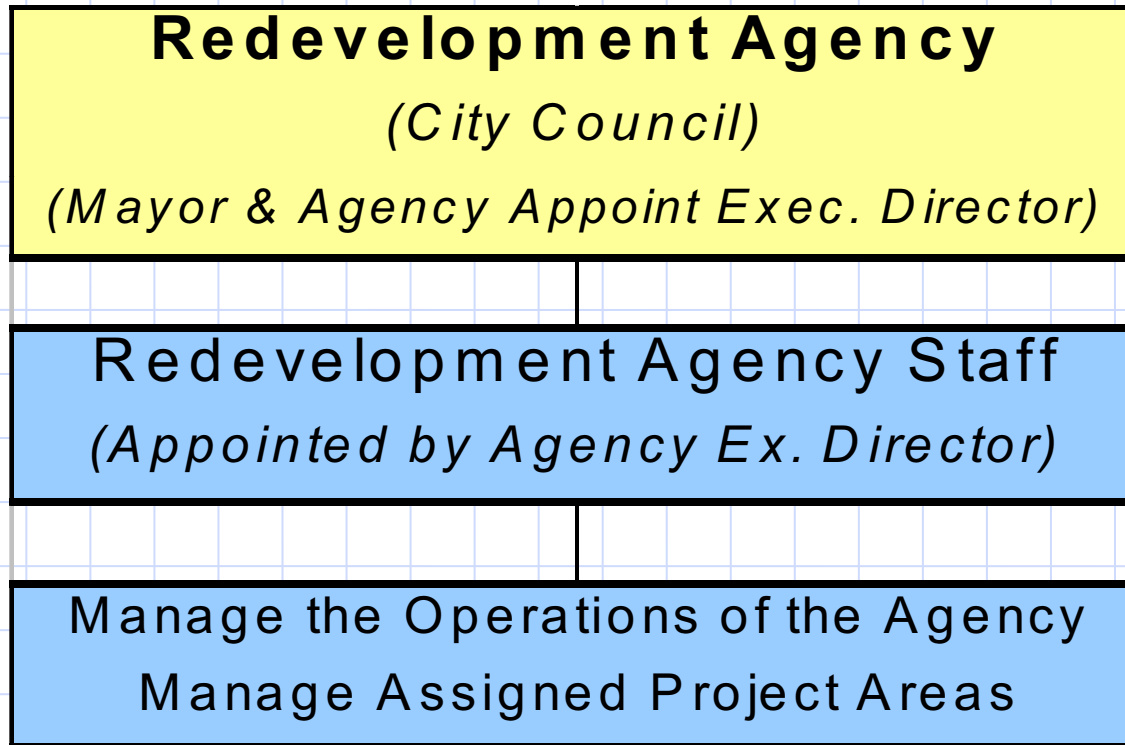 Redevelopment Agency
(City Council)
(Mayor & Agency Appoint Exec. Director)
Redevelopment Agency Staff
(Appointed by Agency Ex. Director)
Manage the Operations of the Agency
Manage Assigned Project Areas